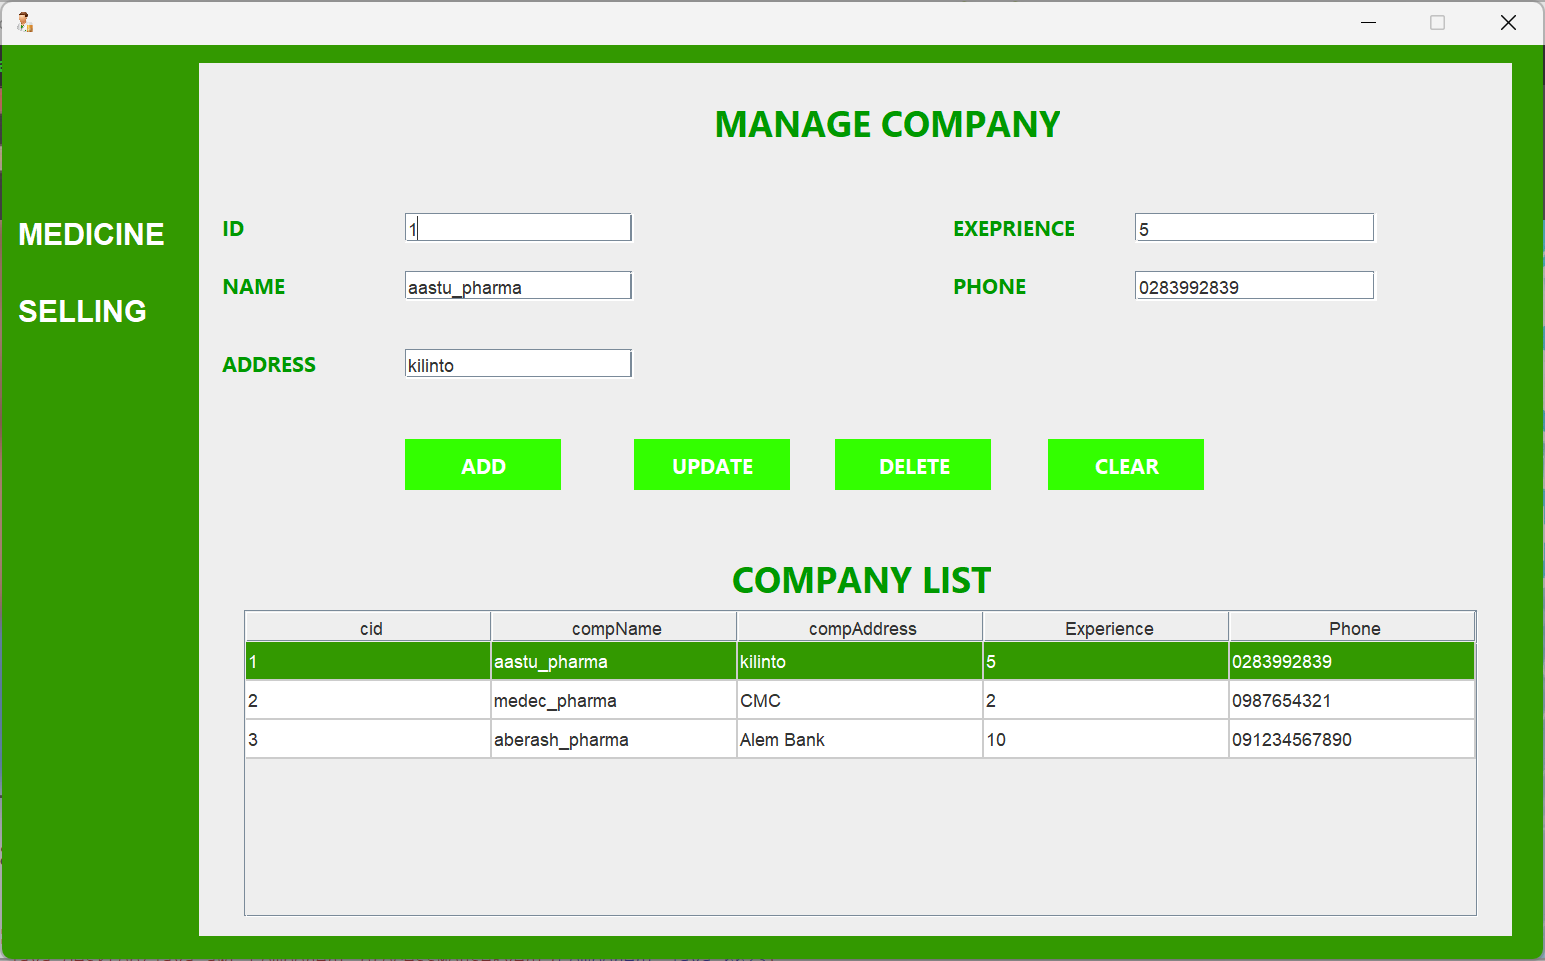 MANAGE COMPANY
MEDICINE
SELLING
ID 1 EXEPRIENCE 5
NAME aastu_pharma PHONE 0283992839
ADDRESS kilinto
ADD UPDATE DELETE CLEAR
COMPANY LIST
cid compName compAddress Experience Phone
1 aastu_pharma kilinto 5 0283992839
2 medec_pharma CMC 2 0987654321
3 aberash_pharma Alem Bank 10 091234567890